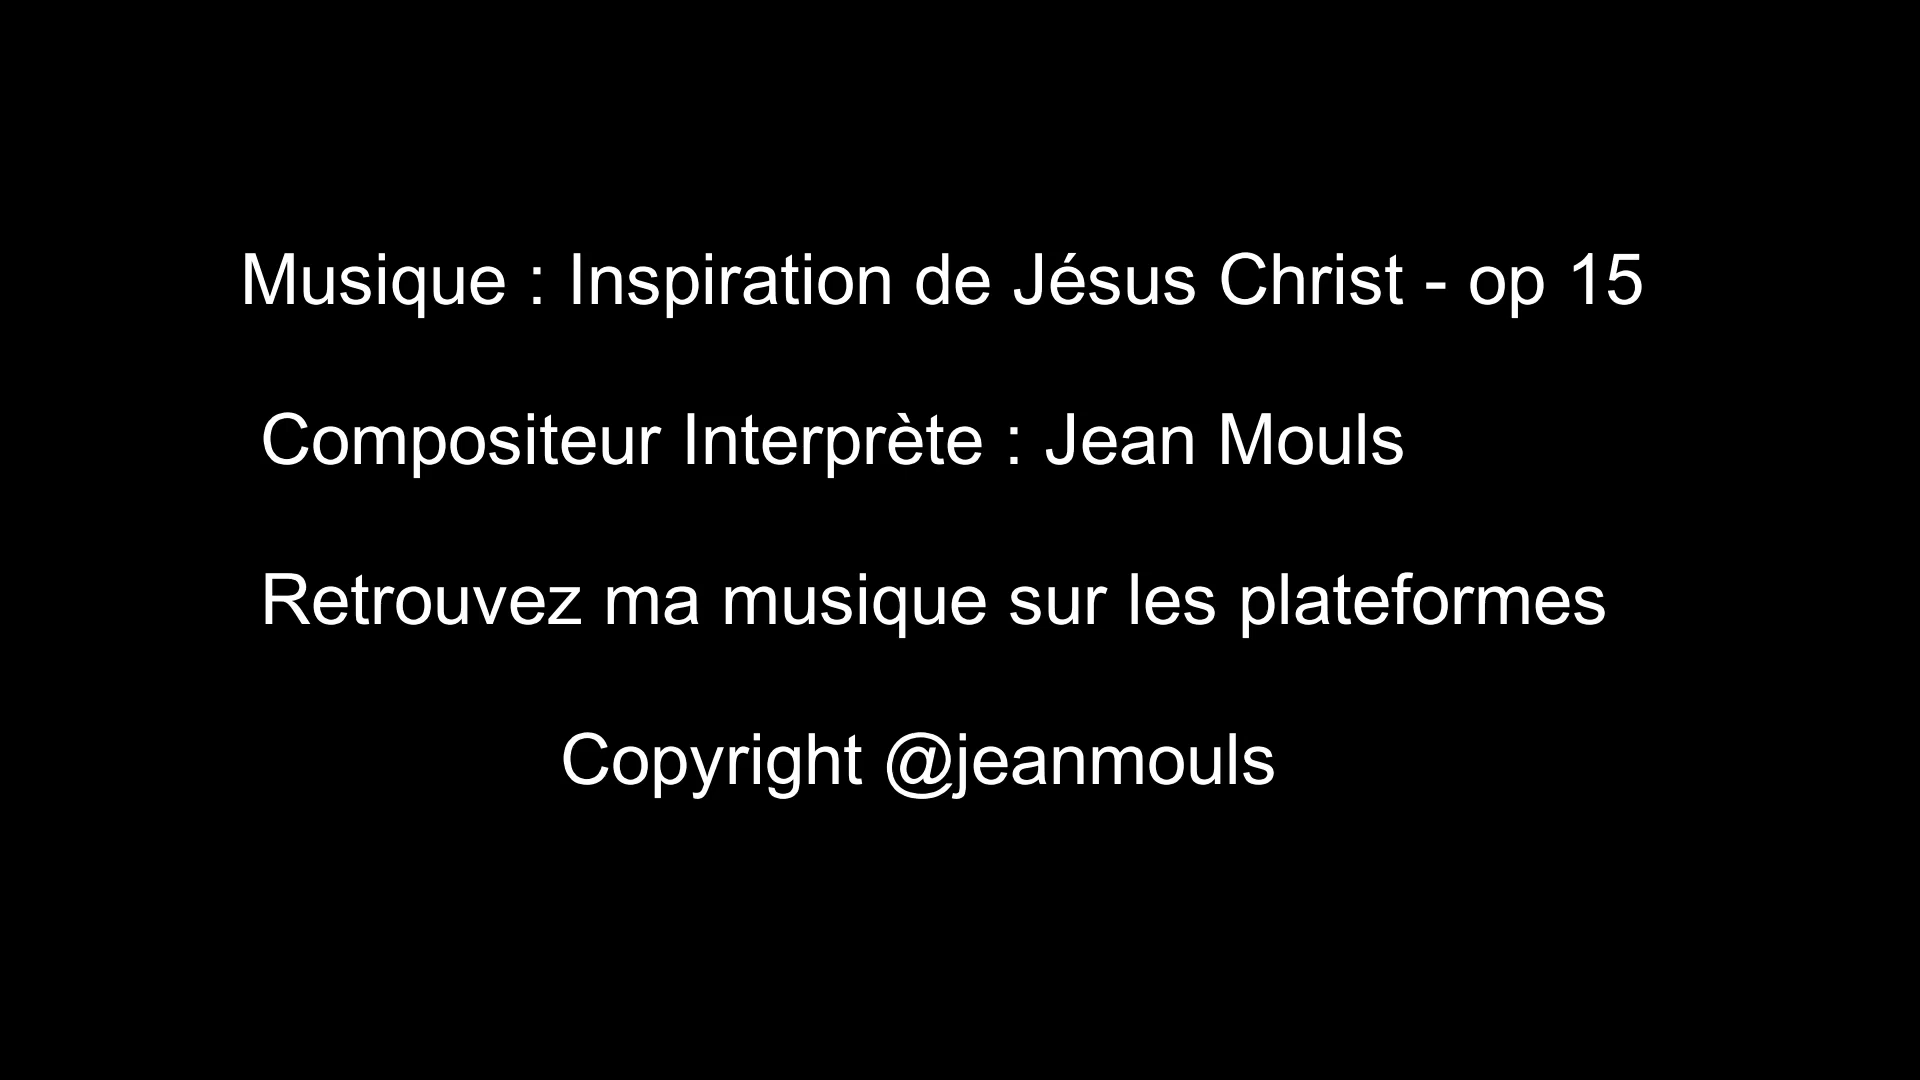 Musique : Inspiration de Jésus Christ - op 15
Compositeur Interprète : Jean Mouls
Retrouvez ma musique sur les plateformes
Copyright @jeanmouls